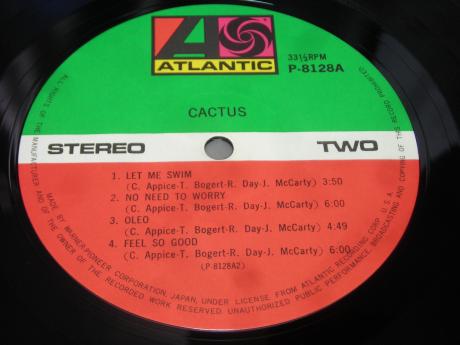 ATLANTIC
33⅓RPM
P-8128A
CACTUS
STEREO
TWO
1. LET ME SWIM
(C. Appice-T. Bogert-R. Day-J. McCarty) 3:50
2. NO NEED TO WORRY
(C. Appice-T. Bogert-R. Day-J. McCarty) 6:00
3. OLEO
(C. Appice-T. Bogert-R. Day-J. McCarty) 4:49
4. FEEL SO GOOD
(C. Appice-T. Bogert-R. Day-J. McCarty) 6:00
(P-8128A2)
MADE BY WARNER-PIONEER CORPORATION JAPAN, UNDER LICENSE FROM ATLANTIC RECORDING CORP. U.S.A.
ALL RIGHTS OF THE MANUFACTURER AND OF THE OWNER OF THE RECORDED WORK RESERVED. UNAUTHORIZED PUBLIC PERFORMANCE, BROADCASTING AND COPYING OF THIS RECORD PROHIBITED